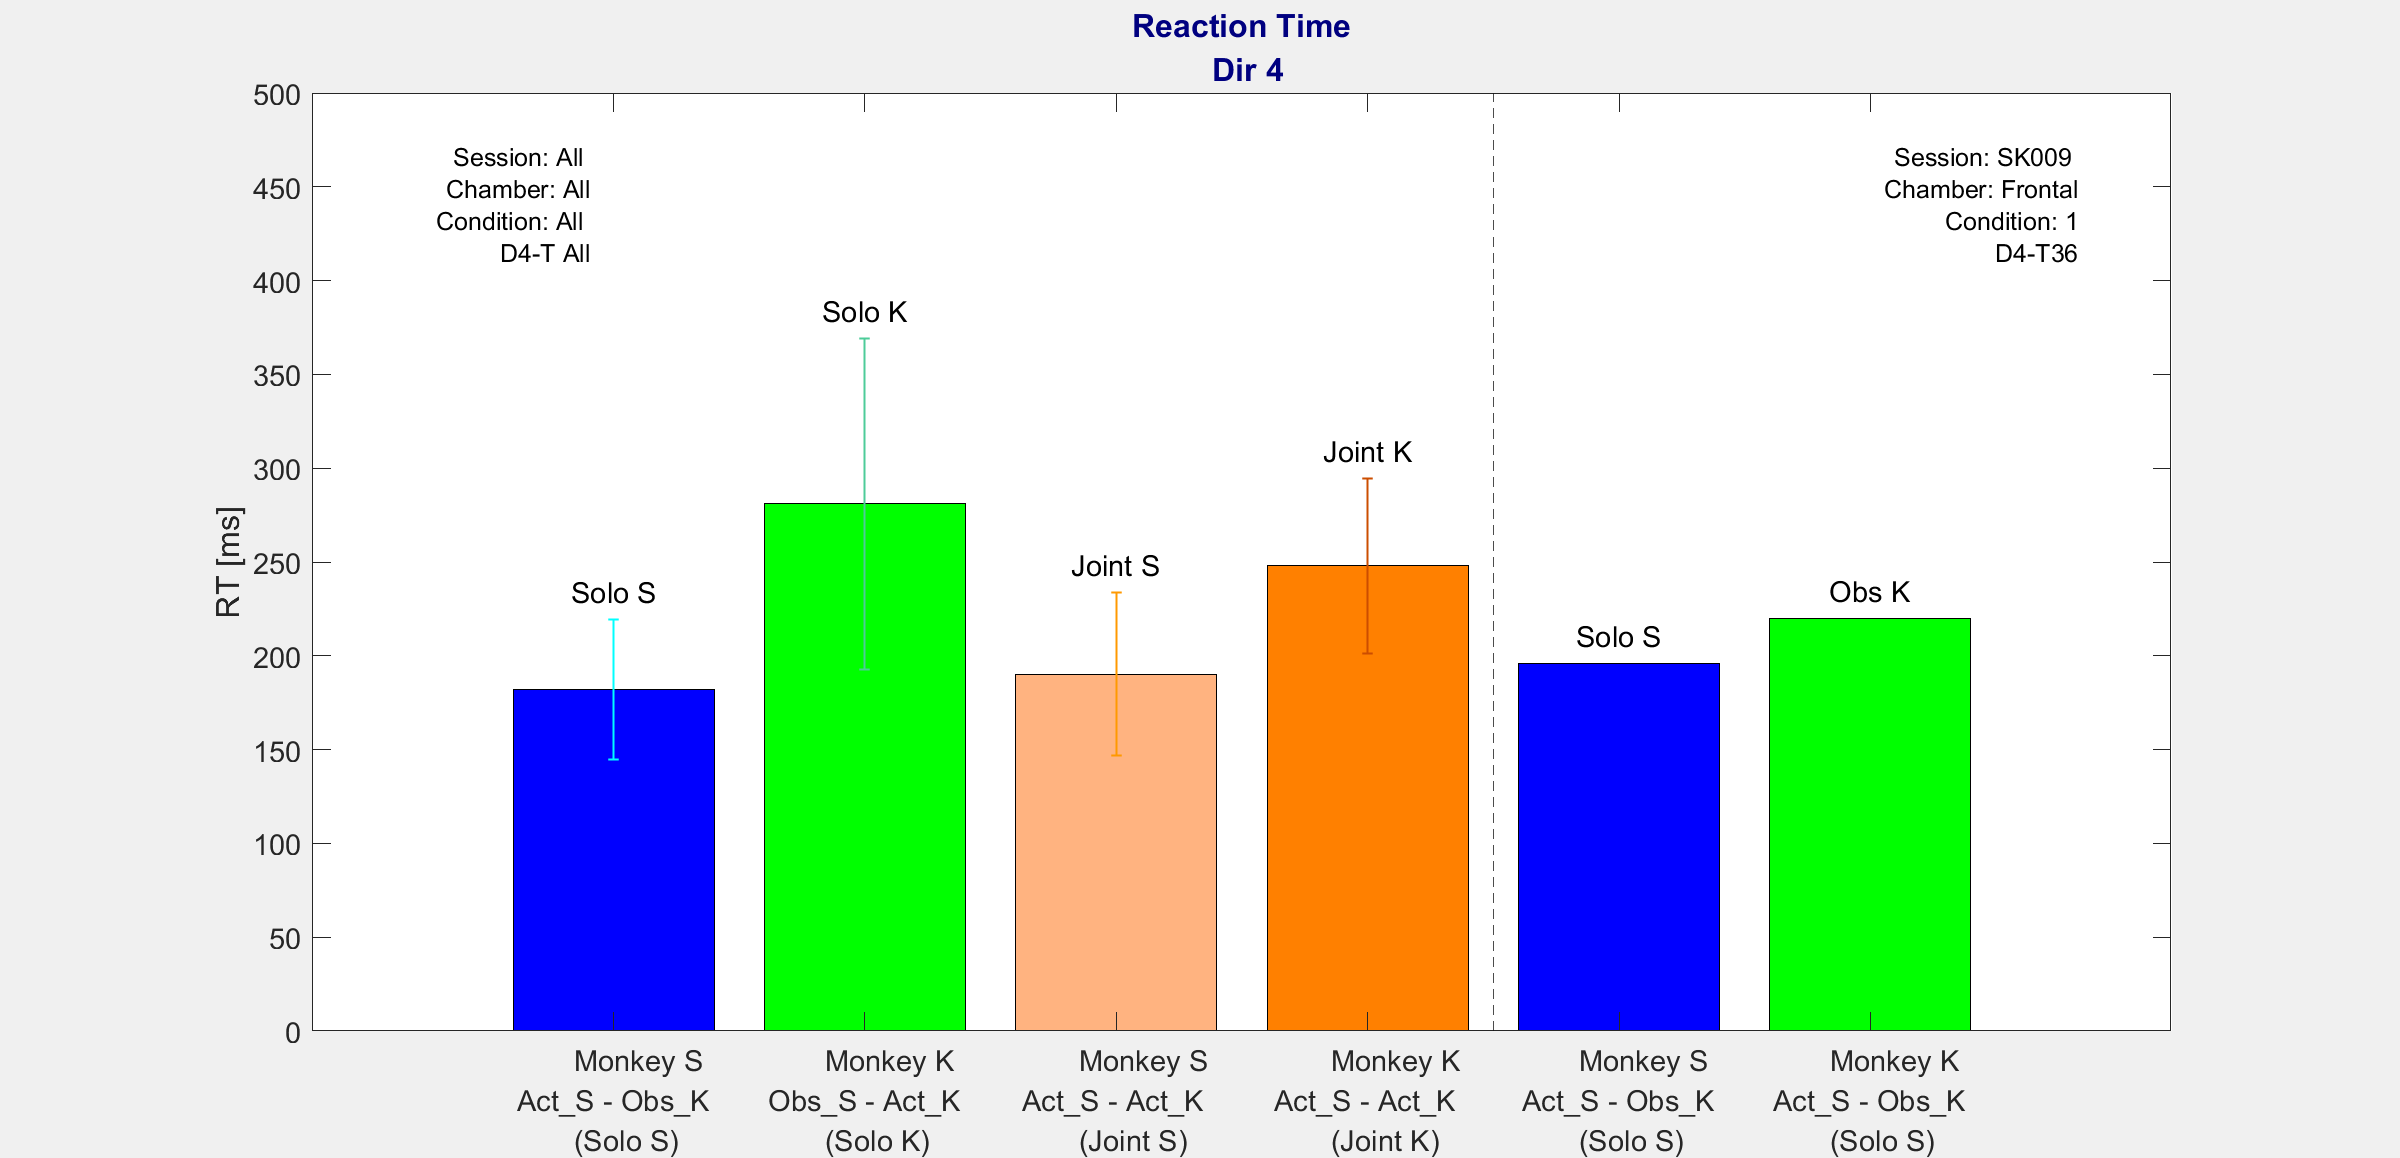 Reaction Time
Dir 4
500
450
400
350
300
250
200
150
100
50
0
RT [ms]
Session: All
Chamber: All
Condition: All
D4-T All
Session: SK009
Chamber: Frontal
Condition: 1
D4-T36
Solo S
Solo K
Joint S
Joint K
Solo S
Obs K
Monkey S
Act_S - Obs_K
(Solo S)
Monkey K
Obs_S - Act_K
(Solo K)
Monkey S
Act_S - Act_K
(Joint S)
Monkey K
Act_S - Act_K
(Joint K)
Monkey S
Act_S - Obs_K
(Solo S)
Monkey K
Act_S - Obs_K
(Solo S)